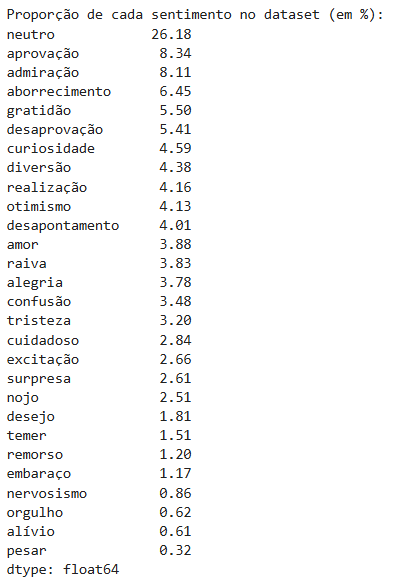 Proporção de cada sentimento no dataset (em %):
neutro 26.18
aprovação 8.34
admiração 8.11
aborrecimento 6.45
gratidão 5.50
desaprovação 5.41
curiosidade 4.59
diversão 4.38
realização 4.16
otimismo 4.13
desapontamento 4.01
amor 3.88
raiva 3.83
alegria 3.78
confusão 3.48
tristeza 3.20
cuidadoso 2.84
excitação 2.66
surpresa 2.61
nojo 2.51
desejo 1.81
temer 1.51
remorso 1.20
embaraço 1.17
nervosismo 0.86
orgulho 0.62
alívio 0.61
pesar 0.32
dtype: float64